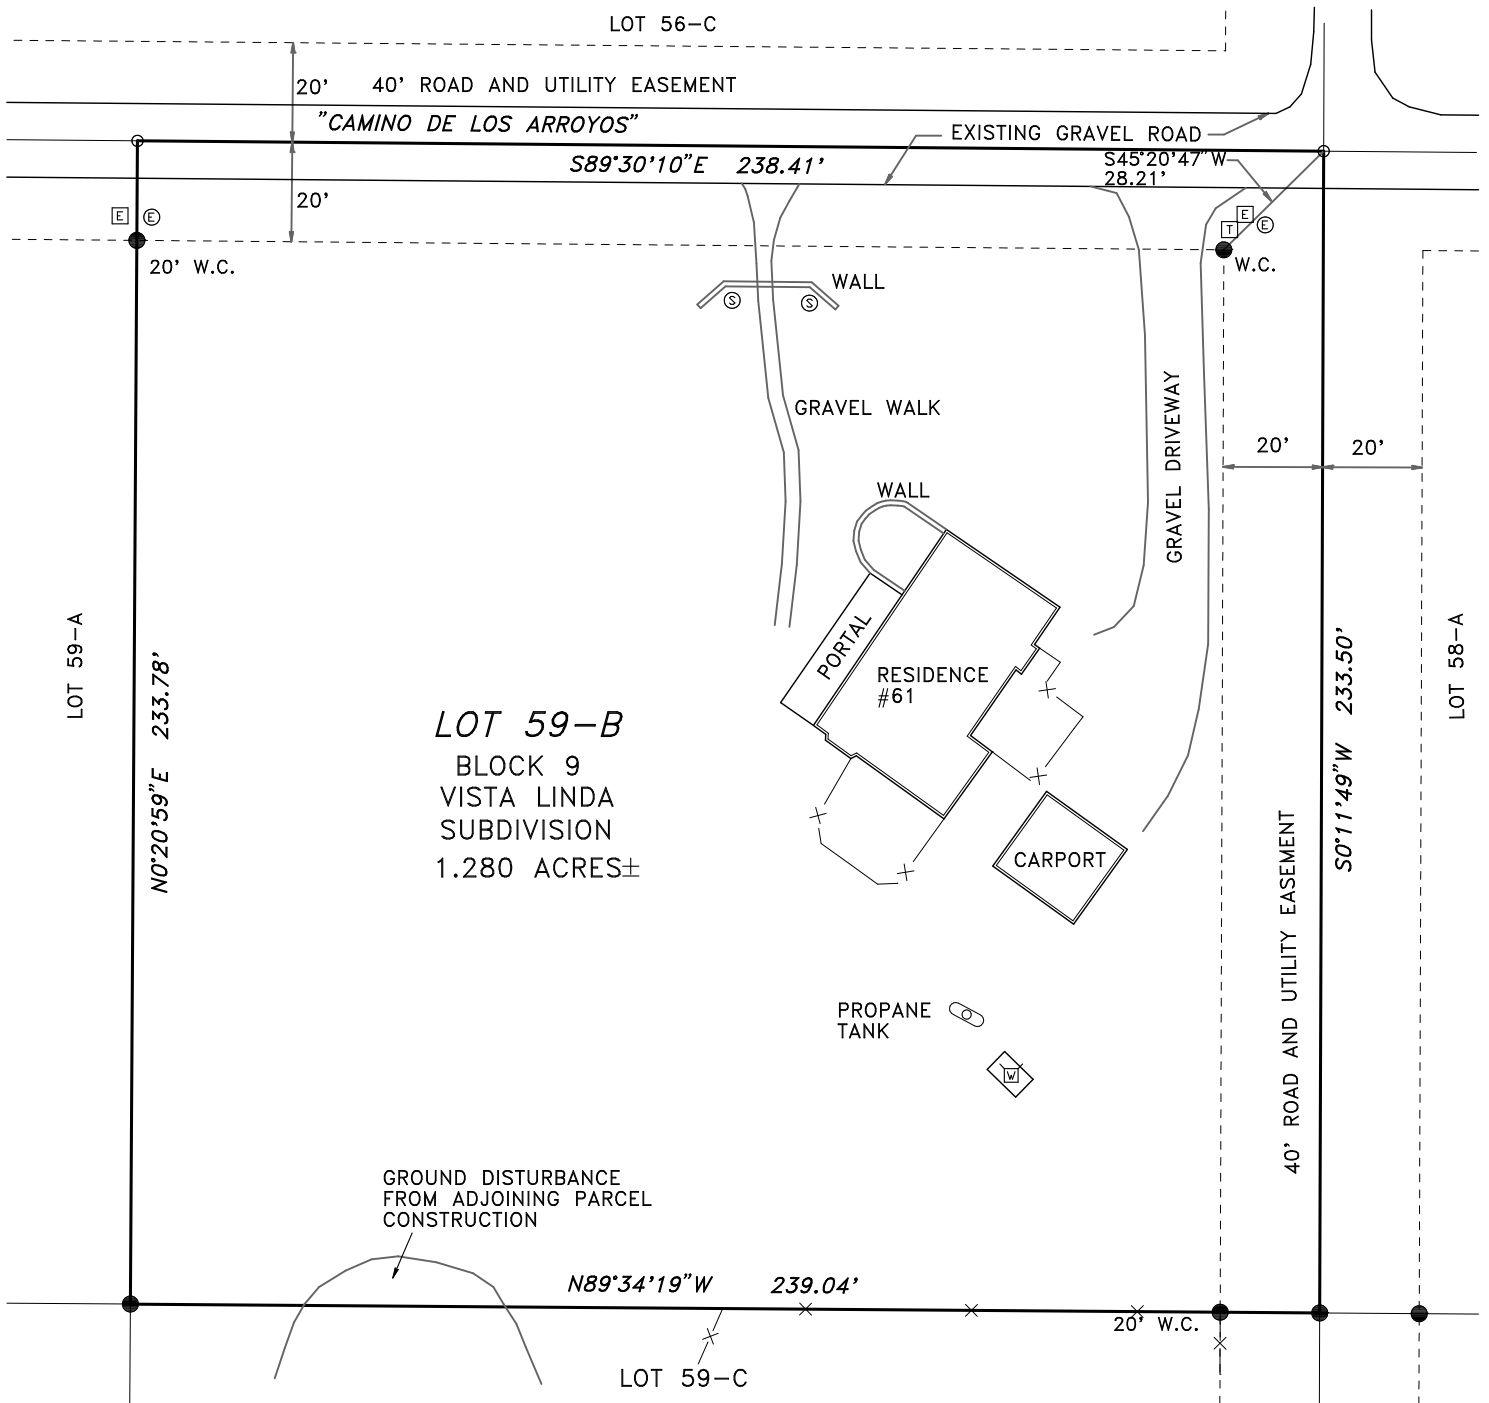 LOT 56-C
20' 40' ROAD AND UTILITY EASEMENT
"CAMINO DE LOS ARROYOS"
EXISTING GRAVEL ROAD
S89°30'10"E 238.41'
S45°20'47"W
28.21'
20'
E E
E
T E
20' W.C.
W.C.
WALL
S S
GRAVEL WALK
GRAVEL DRIVEWAY
20' 20'
WALL
PORTAL
RESIDENCE
#61
LOT 59-A
N0°20'59"E 233.78'
LOT 59-B
BLOCK 9
VISTA LINDA
SUBDIVISION
1.280 ACRES±
CARPORT
S0°11'49"W 233.50'
LOT 58-A
40' ROAD AND UTILITY EASEMENT
PROPANE
TANK
W
GROUND DISTURBANCE
FROM ADJOINING PARCEL
CONSTRUCTION
N89°34'19"W 239.04'
20' W.C.
LOT 59-C